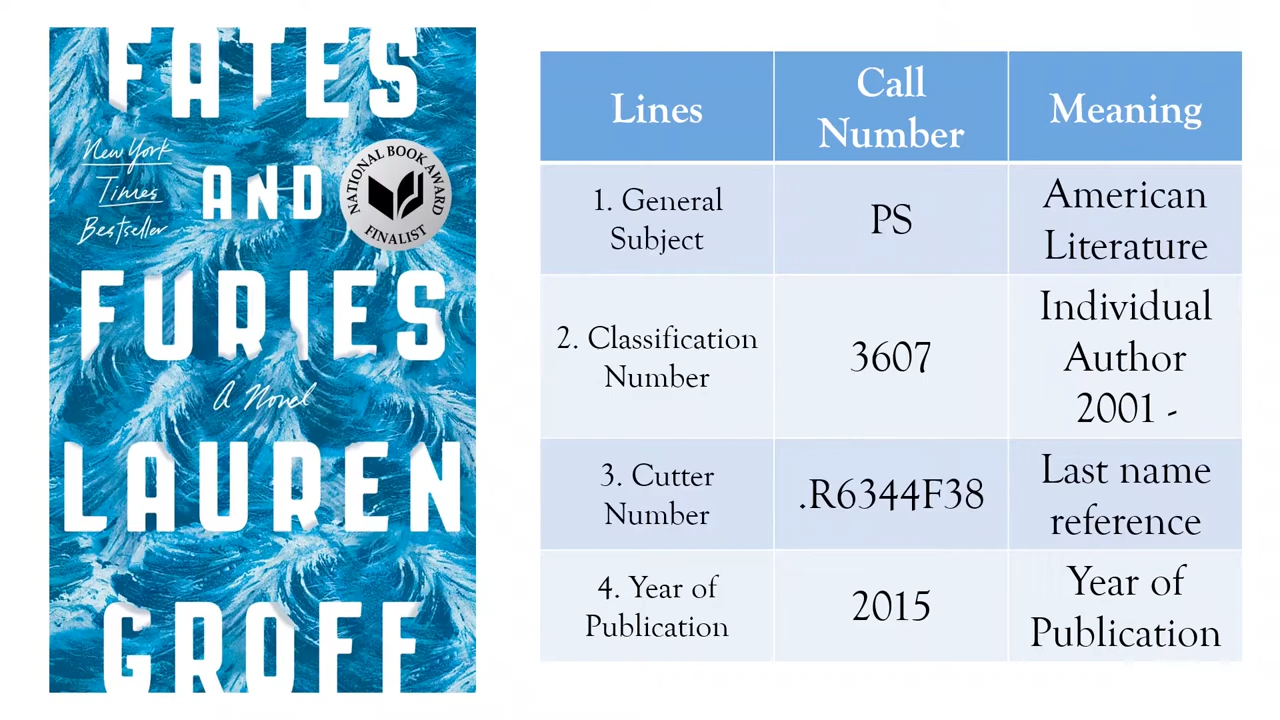 FATES
New York
Times
Bestseller
AND
NATIONAL BOOK AWARD
FINALIST
FURIES
A Novel
LAUREN
GROFF
Lines
Call
Number
Meaning
1. General
Subject
PS
American
Literature
2. Classification
Number
3607
Individual
Author
2001 -
3. Cutter
Number
.R6344F38
Last name
reference
4. Year of
Publication
2015
Year of
Publication